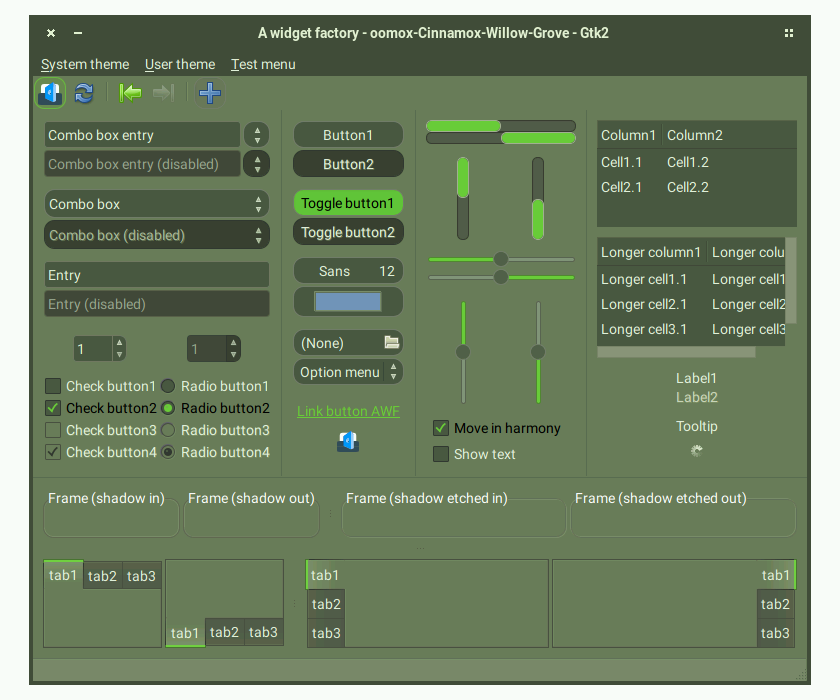 A widget factory - oomox-Cinnamox-Willow-Grove - Gtk2
System theme User theme Test menu
Combo box entry
Combo box entry (disabled)
Combo box
Combo box (disabled)
Entry
Entry (disabled)
1 1
Check button1 Radio button1
Check button2 Radio button2
Check button3 Radio button3
Check button4 Radio button4
Button1
Button2
Toggle button1
Toggle button2
Sans 12
(None)
Option menu
Link button AWF
Move in harmony
Show text
Column1 Column2
Cell1.1 Cell1.2
Cell2.1 Cell2.2
Longer column1 Longer colu
Longer cell1.1 Longer cell1
Longer cell2.1 Longer cell2
Longer cell3.1 Longer cell3
Label1
Label2
Tooltip
Frame (shadow in) Frame (shadow out) Frame (shadow etched in) Frame (shadow etched out)
tab1 tab2 tab3
tab1 tab2 tab3
tab1
tab2
tab3
tab1
tab2
tab3